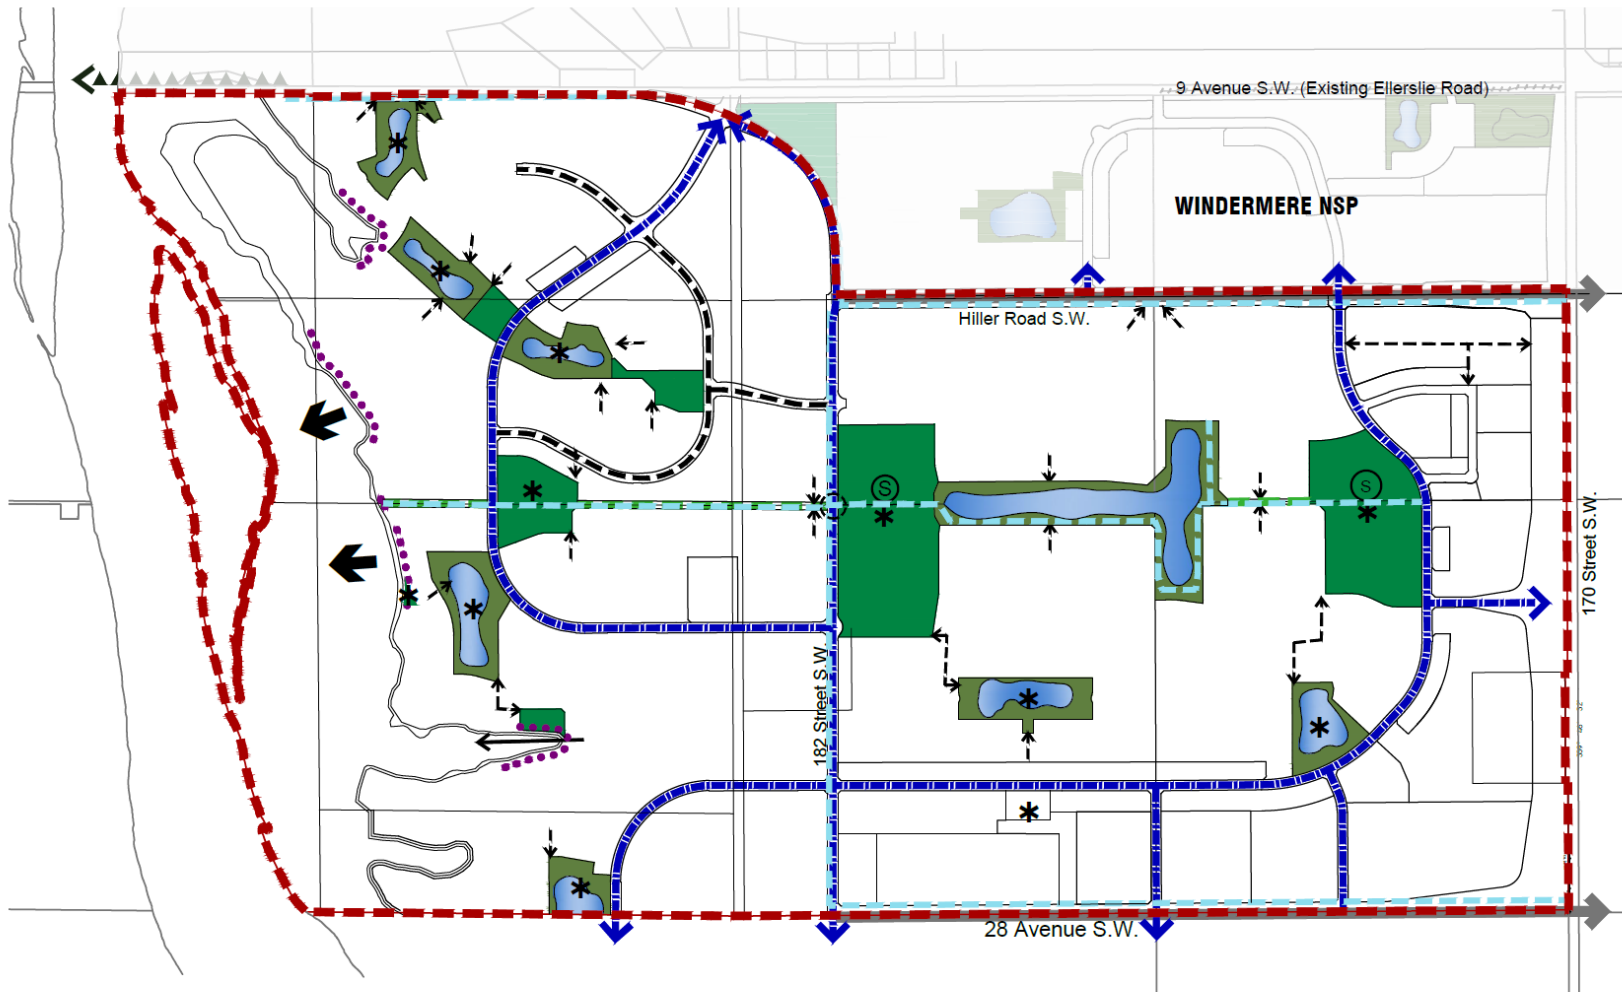 9 Avenue S.W. (Existing Ellerslie Road)
WINDERMERE NSP
Hiller Road S.W.
S
S
170 Street S.W.
182 Street S.W.
28 Avenue S.W.